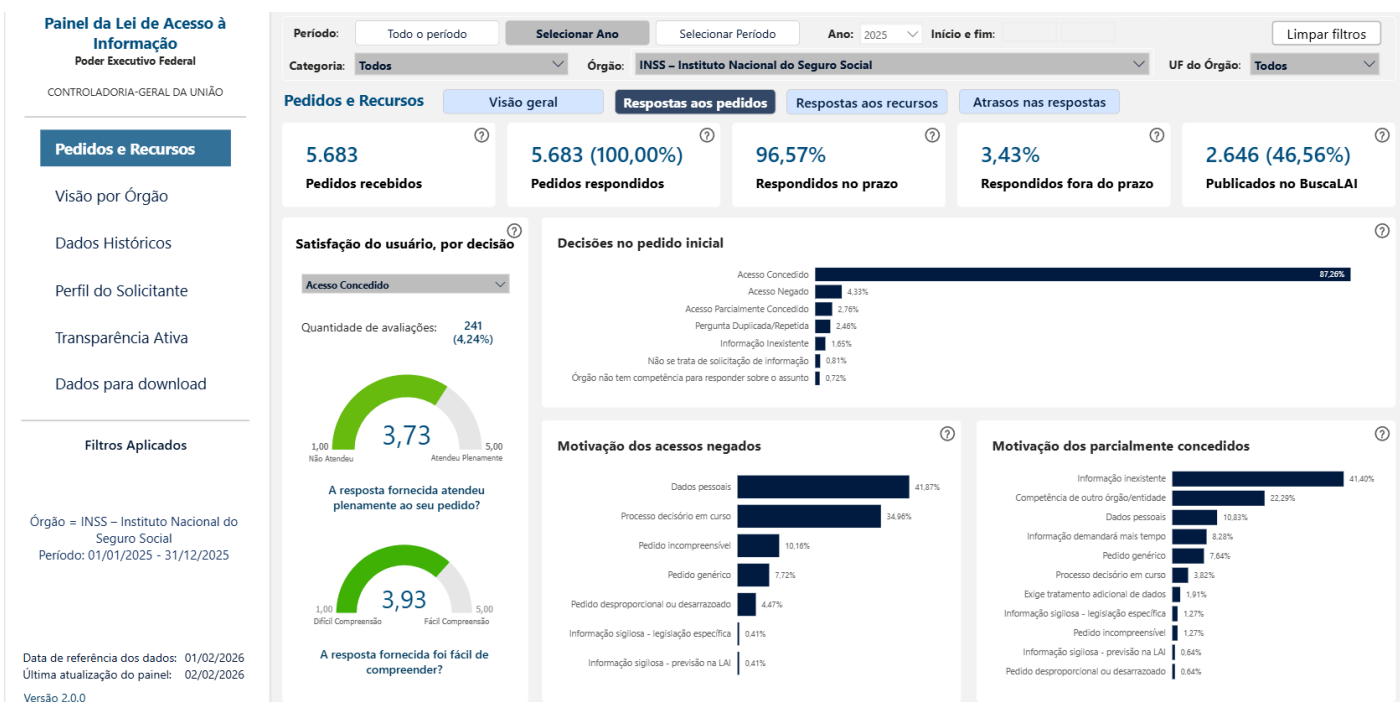 Painel da Lei de Acesso à
Informação
Poder Executivo Federal
CONTROLADORIA-GERAL DA UNIÃO
Pedidos e Recursos
Visão por Órgão
Dados Históricos
Perfil do Solicitante
Transparência Ativa
Dados para download
Filtros Aplicados
Órgão = INSS – Instituto Nacional do
Seguro Social
Período: 01/01/2025 - 31/12/2025
Data de referência dos dados: 01/02/2026
Última atualização do painel: 02/02/2026
Versão 2.0.0
Período: Todo o período Selecionar Ano Selecionar Período Ano: 2025 Início e fim: Limpar filtros
Categoria: Todos Órgão: INSS – Instituto Nacional do Seguro Social UF do Órgão: Todos
Pedidos e Recursos Visão geral Respostas aos pedidos Respostas aos recursos Atrasos nas respostas
5.683
Pedidos recebidos
5.683 (100,00%)
Pedidos respondidos
96,57%
Respondidos no prazo
3,43%
Respondidos fora do prazo
2.646 (46,56%)
Publicados no BuscaLAI
Satisfação do usuário, por decisão
Acesso Concedido
Quantidade de avaliações: 241
(4,24%)
3,73
1,00 5,00
Não Atendeu Atendeu Plenamente
A resposta fornecida atendeu
plenamente ao seu pedido?
3,93
1,00 5,00
Difícil Compreensão Fácil Compreensão
A resposta fornecida foi fácil de
compreender?
Decisões no pedido inicial
Acesso Concedido 87,26%
Acesso Negado 4,33%
Acesso Parcialmente Concedido 2,76%
Pergunta Duplicada/Repetida 2,46%
Informação Inexistente 1,65%
Não se trata de solicitação de informação 0,81%
Órgão não tem competência para responder sobre o assunto 0,72%
Motivação dos acessos negados
Dados pessoais 41,87%
Processo decisório em curso 34,96%
Pedido incompreensível 10,16%
Pedido genérico 7,72%
Pedido desproporcional ou desarrazoado 4,47%
Informação sigilosa - legislação específica 0,41%
Informação sigilosa - previsão na LAI 0,41%
Motivação dos parcialmente concedidos
Informação inexistente 41,40%
Competência de outro órgão/entidade 22,29%
Dados pessoais 10,83%
Informação demandará mais tempo 8,28%
Pedido genérico 7,64%
Processo decisório em curso 3,82%
Exige tratamento adicional de dados 1,91%
Informação sigilosa - legislação específica 1,27%
Pedido incompreensível 1,27%
Informação sigilosa - previsão na LAI 0,64%
Pedido desproporcional ou desarrazoado 0,64%